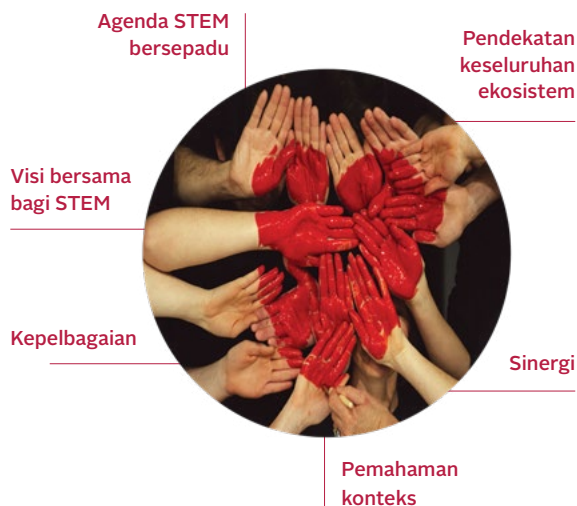 Agenda STEM
bersepadu
Pendekatan
keseluruhan
ekosistem
Visi bersama
bagi STEM
Kepelbagaian
Sinergi
Pemahaman
konteks